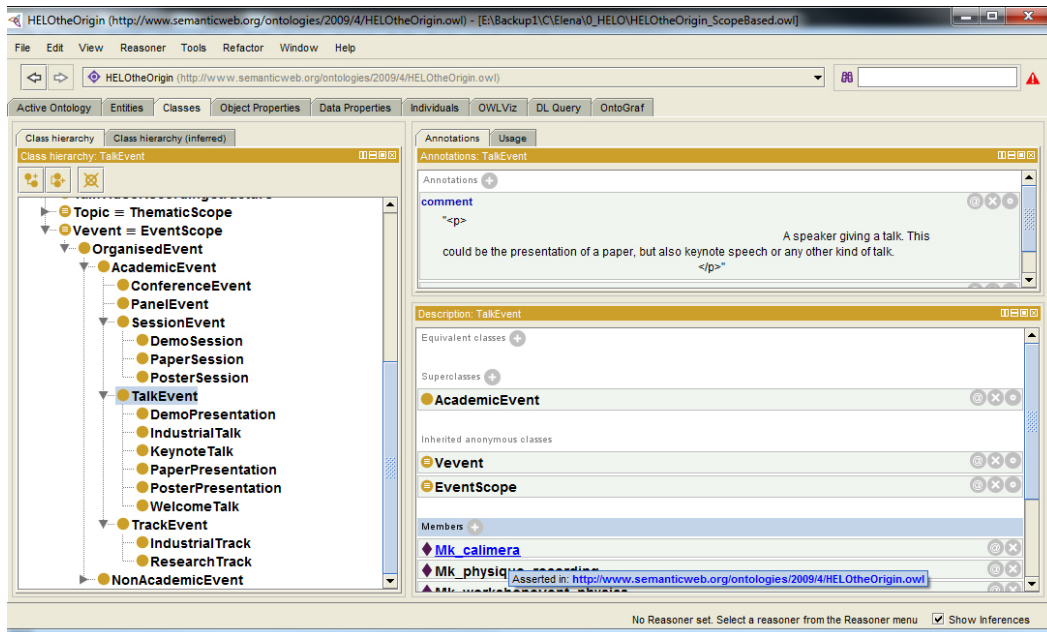 HELOtheOrigin (http://www.semanticweb.org/ontologies/2009/4/HELOtheOrigin.owl) - [E:\Backup1\C\Elena\0_HELO\HELOtheOrigin_ScopeBased.owl]
File Edit View Reasoner Tools Refactor Window Help
HELOtheOrigin (http://www.semanticweb.org/ontologies/2009/4/HELOtheOrigin.owl)
Active Ontology Entities Classes Object Properties Data Properties Individuals OWLViz DL Query OntoGraf
Class hierarchy Class hierarchy (inferred)
Class hierarchy: TalkEvent
Topic ≡ ThematicScope
Vevent ≡ EventScope
OrganisedEvent
AcademicEvent
ConferenceEvent
PanelEvent
SessionEvent
DemoSession
PaperSession
PosterSession
TalkEvent
DemoPresentation
IndustrialTalk
KeynoteTalk
PaperPresentation
PosterPresentation
WelcomeTalk
TrackEvent
IndustrialTrack
ResearchTrack
NonAcademicEvent
Annotations Usage
Annotations: TalkEvent
Annotations
comment
"<p>
A speaker giving a talk. This
could be the presentation of a paper, but also keynote speech or any other kind of talk.
</p>"
Description: TalkEvent
Equivalent classes
Superclasses
AcademicEvent
Inherited anonymous classes
Vevent
EventScope
Members
Mk_calimera
Mk_physique_recording
Asserted in: http://www.semanticweb.org/ontologies/2009/4/HELOtheOrigin.owl
No Reasoner set. Select a reasoner from the Reasoner menu Show Inferences